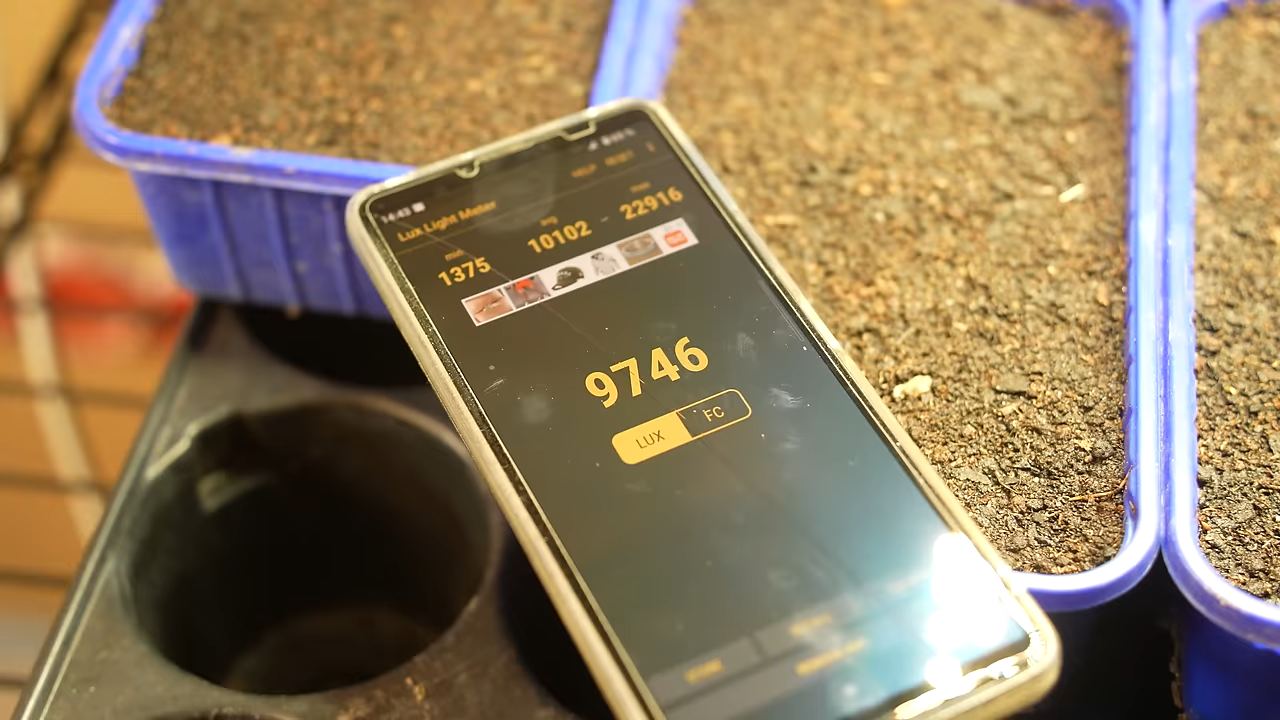 14:43
HELP RESET
Lux Light Meter
min avg max
1375 10102 22916
9746
LUX FC